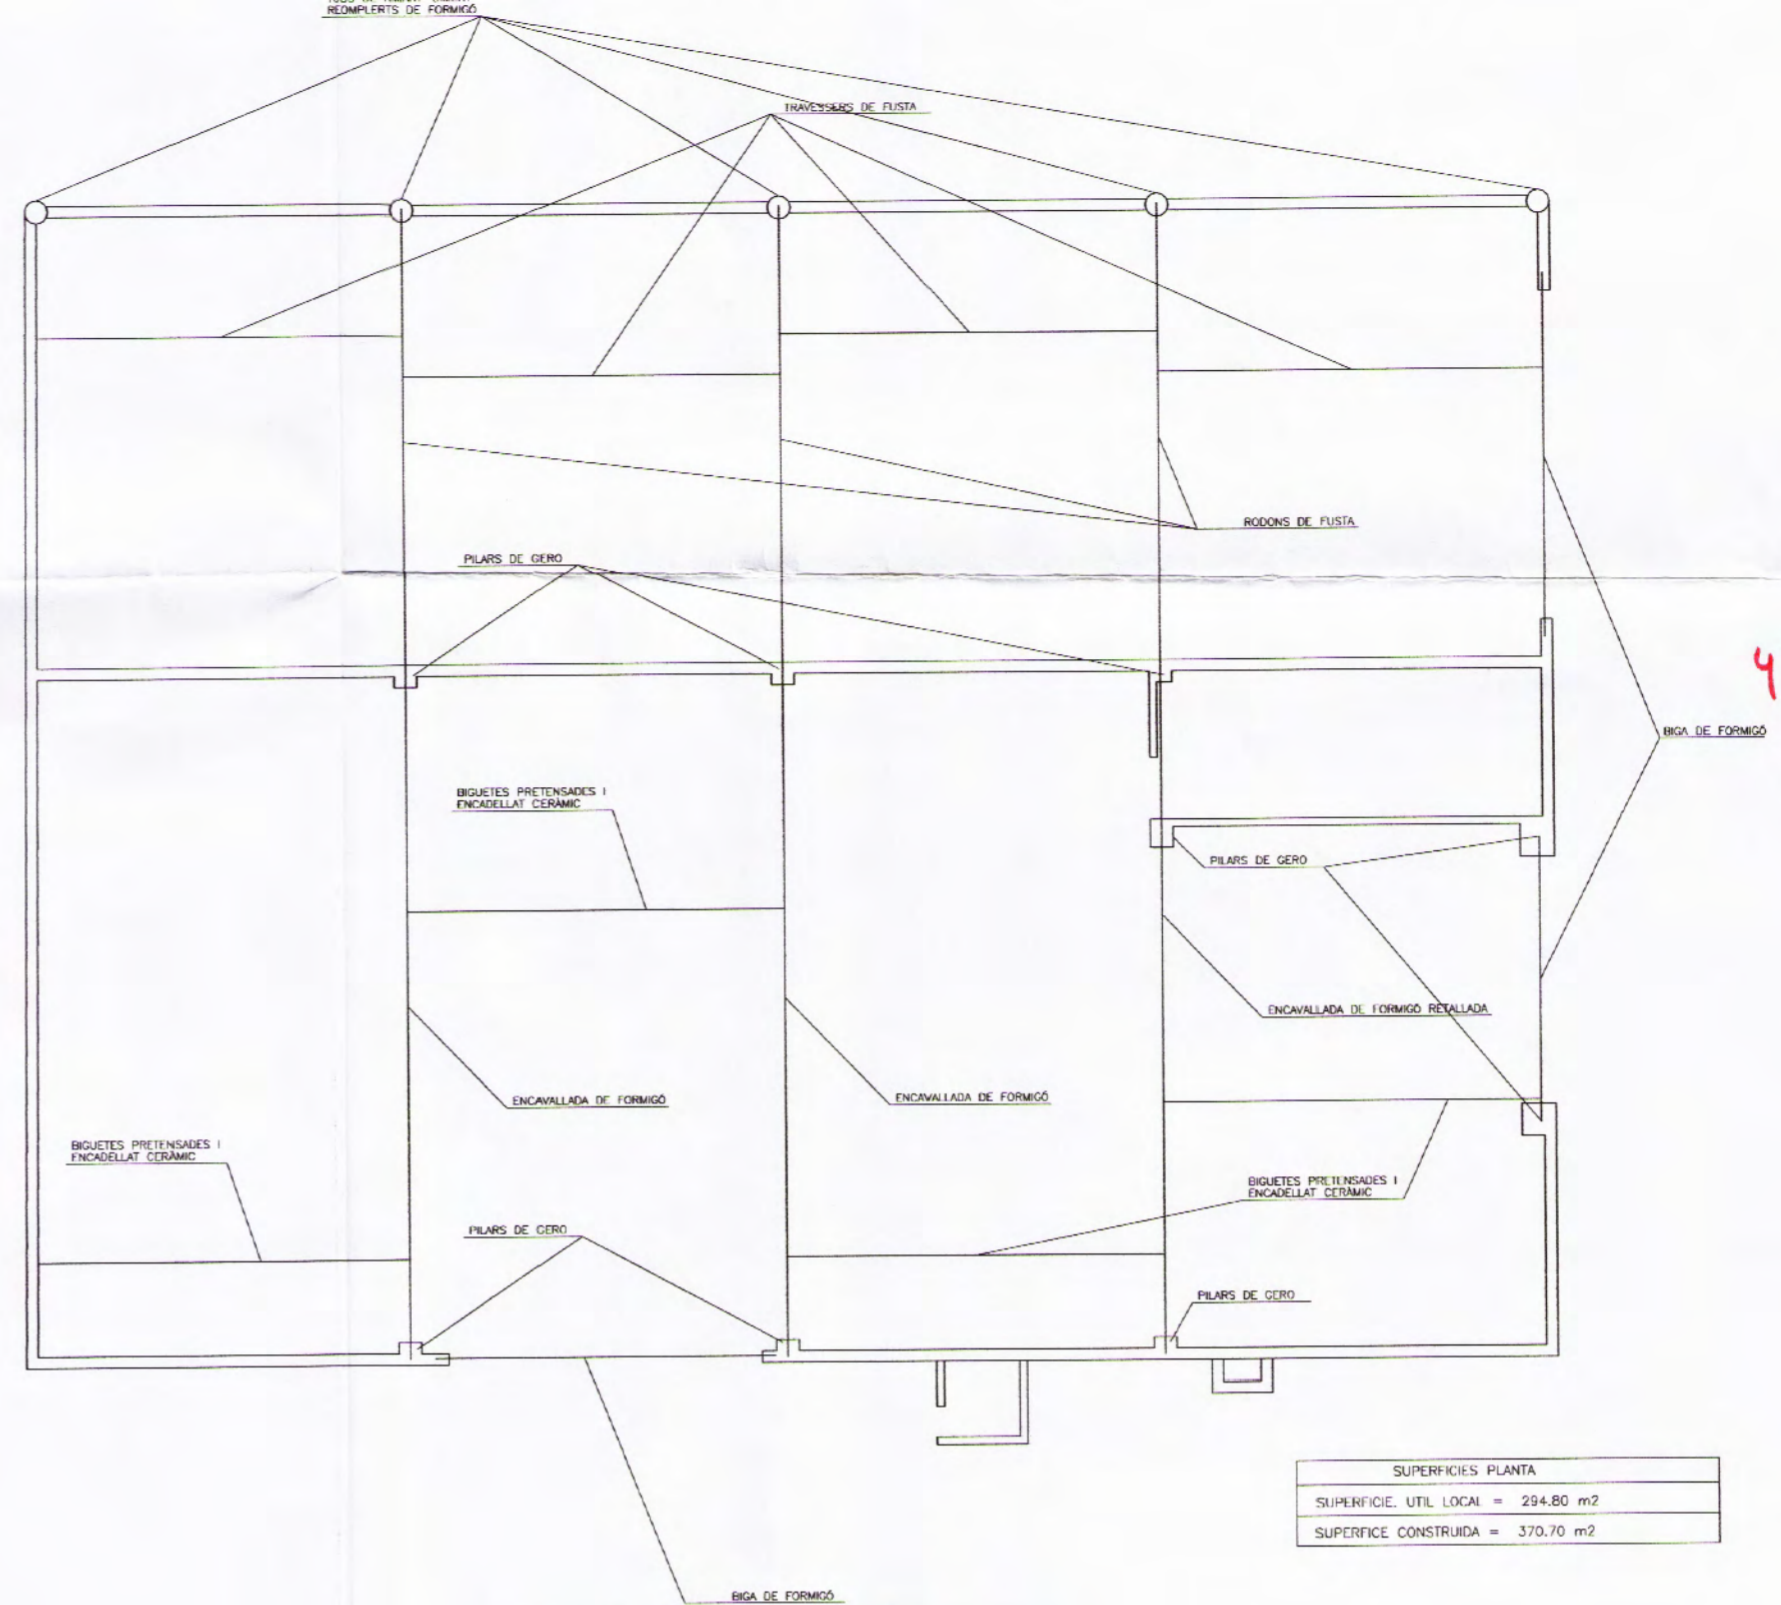 REOMPLERTS DE FORMIGÓ
TRAVESSERS DE FUSTA
RODONS DE FUSTA
PILARS DE GERO
4
BIGA DE FORMIGÓ
BIGUETES PRETENSADES I
ENCADELLAT CERÀMIC
PILARS DE GERO
ENCAVALLADA DE FORMIGÓ RETALLADA
ENCAVALLADA DE FORMIGÓ
ENCAVALLADA DE FORMIGÓ
BIGUETES PRETENSADES I
ENCADELLAT CERÀMIC
BIGUETES PRETENSADES I
ENCADELLAT CERÀMIC
PILARS DE GERO
PILARS DE GERO
SUPERFICIES PLANTA
SUPERFICIE. UTIL LOCAL = 294.80 m2
SUPERFICE CONSTRUIDA = 370.70 m2
BIGA DE FORMIGÓ